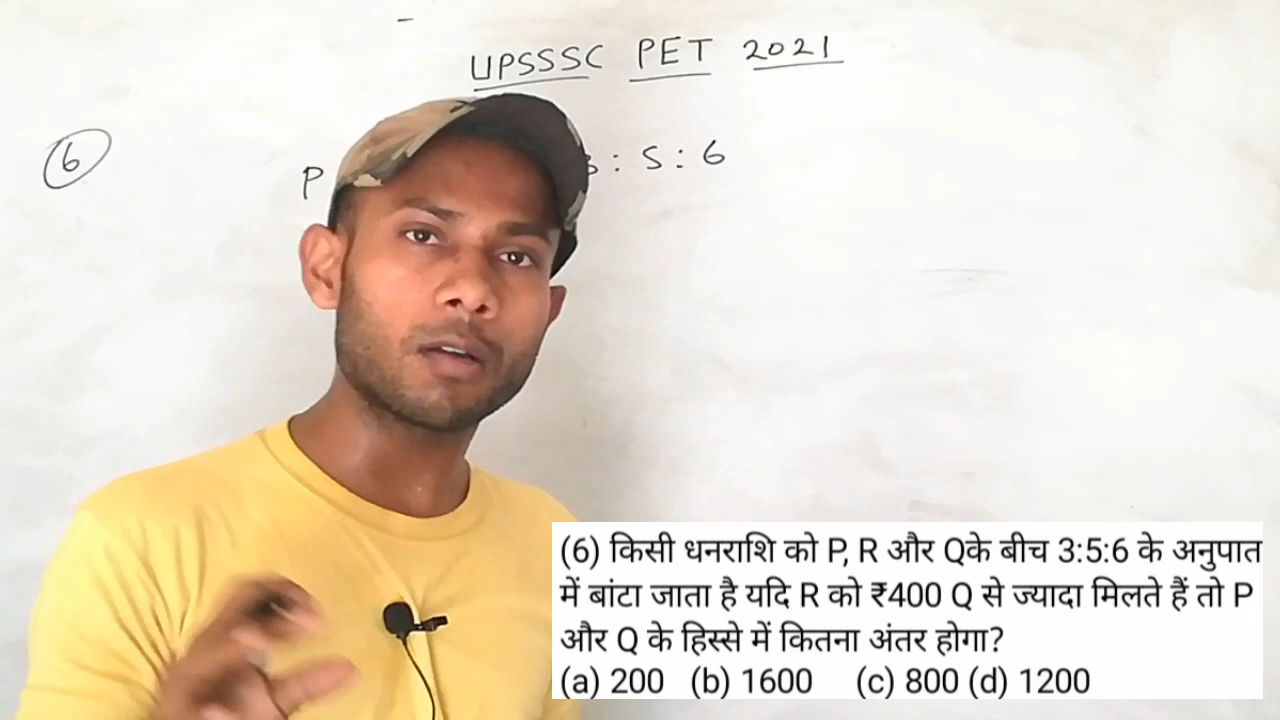 UPSSSC PET 2021
6
P : 5 : 6
(6) किसी धनराशि को P, R और Qके बीच 3:5:6 के अनुपात
में बांटा जाता है यदि R को ₹400 Q से ज्यादा मिलते हैं तो P
और Q के हिस्से में कितना अंतर होगा?
(a) 200 (b) 1600 (c) 800 (d) 1200